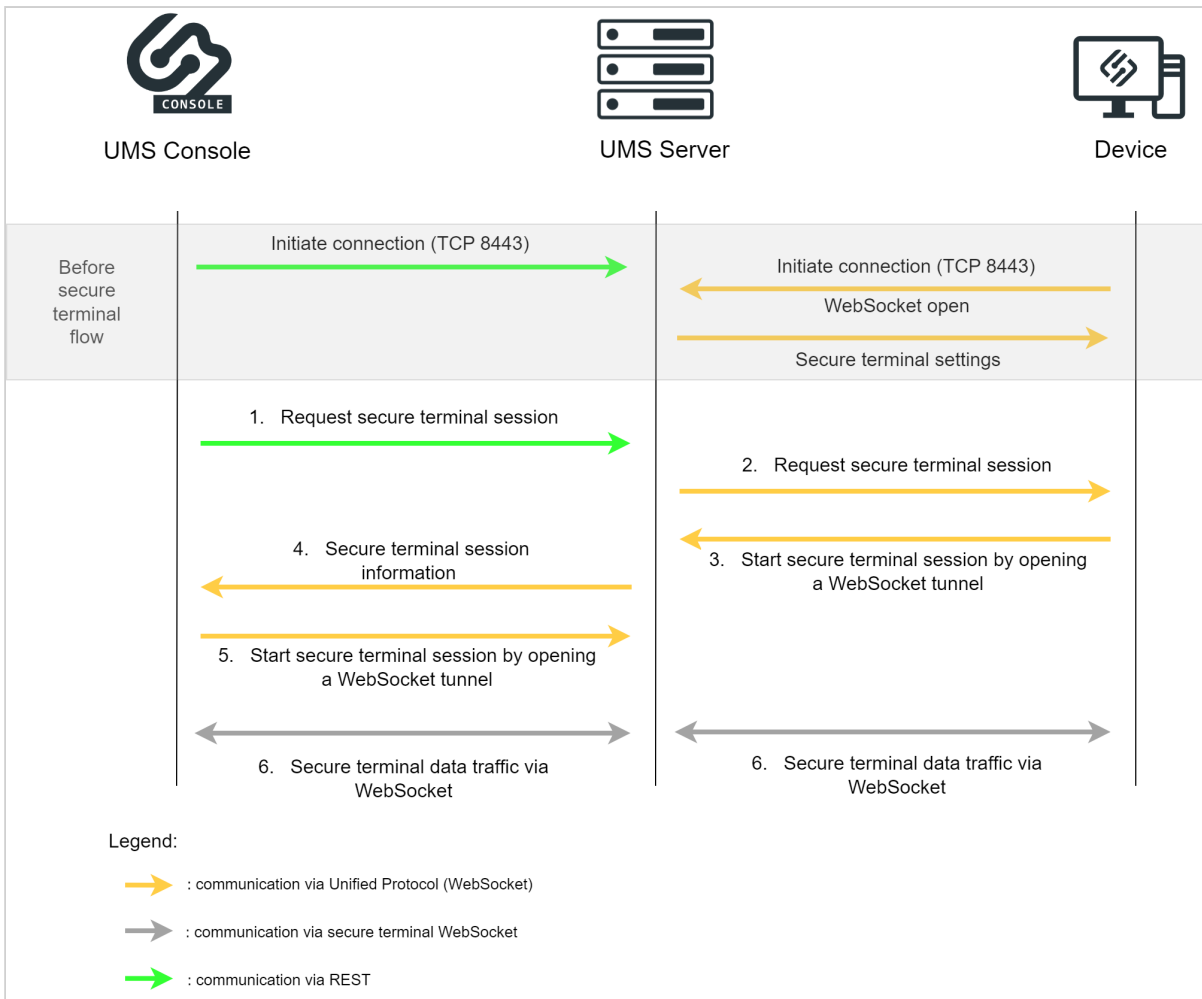 CONSOLE
UMS Console
UMS Server
Device
Before
secure
terminal
flow
Initiate connection (TCP 8443)
Initiate connection (TCP 8443)
WebSocket open
Secure terminal settings
1. Request secure terminal session
2. Request secure terminal session
3. Start secure terminal session by opening
a WebSocket tunnel
4. Secure terminal session
information
5. Start secure terminal session by opening
a WebSocket tunnel
6. Secure terminal data traffic via
WebSocket
6. Secure terminal data traffic via
WebSocket
Legend:
: communication via Unified Protocol (WebSocket)
: communication via secure terminal WebSocket
: communication via REST